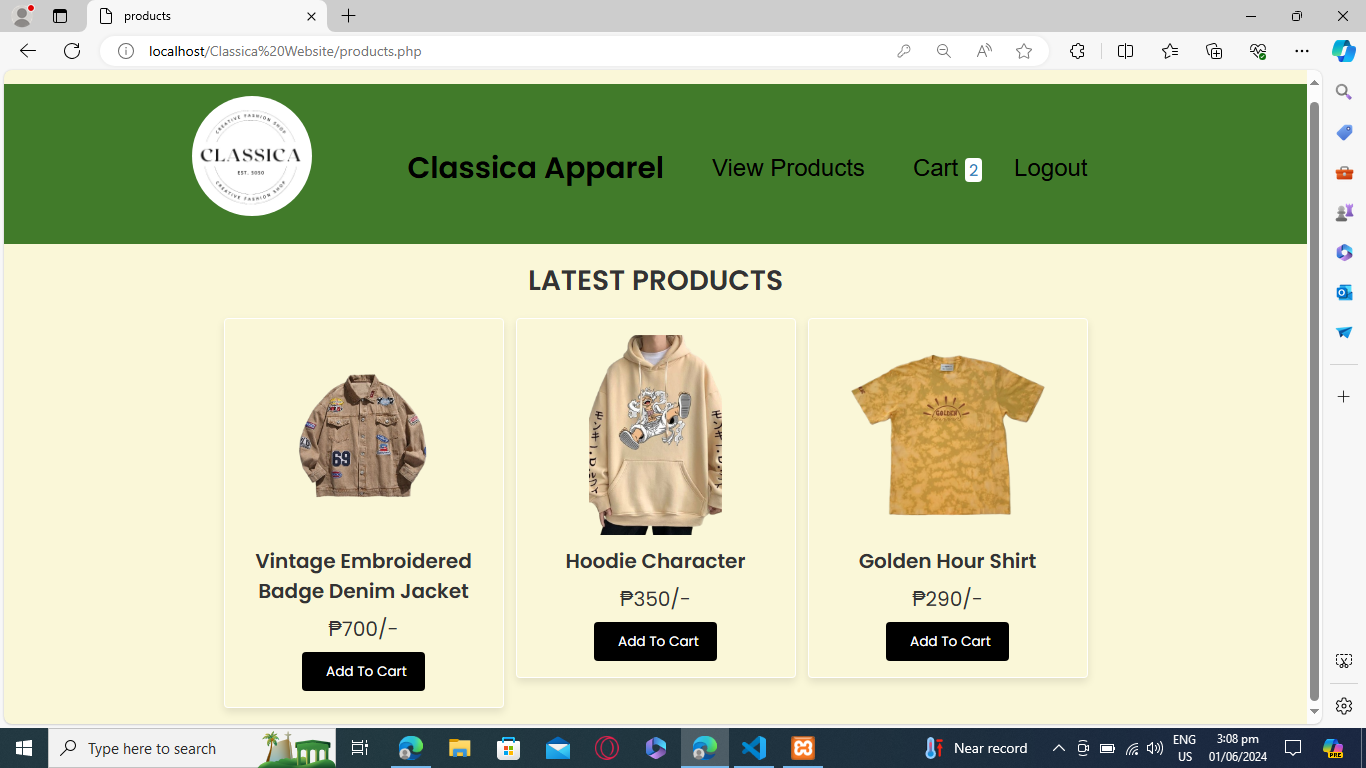 products
localhost/Classica%20Website/products.php
CREATIVE FASHION SHOP
CLASSICA
EST. 5050
CREATIVE FASHION SHOP
Classica Apparel
View Products
Cart 2
Logout
LATEST PRODUCTS
69
GOLDEN
Vintage Embroidered
Badge Denim Jacket
₱700/-
Add To Cart
Hoodie Character
₱350/-
Add To Cart
Golden Hour Shirt
₱290/-
Add To Cart
Type here to search
Near record
ENG
US
3:08 pm
01/06/2024
PRE